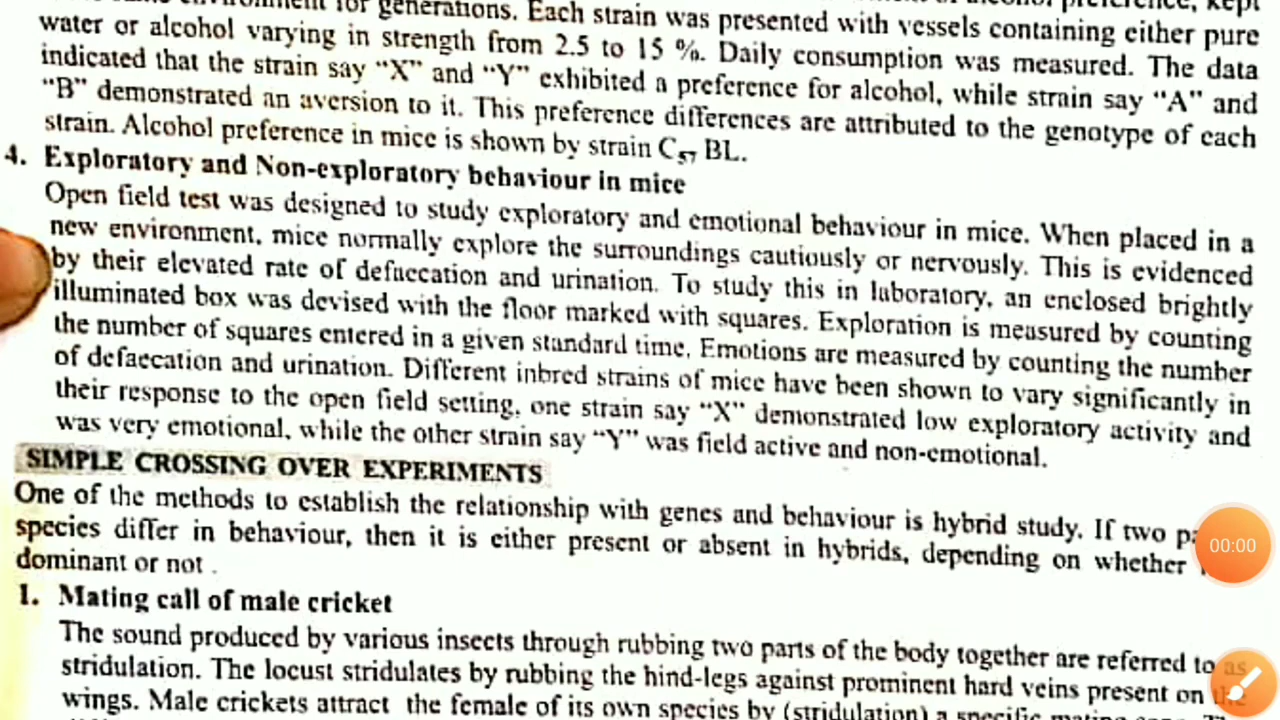 for generations. Each strain was presented with vessels containing either pure
water or alcohol varying in strength from 2.5 to 15 %. Daily consumption was measured. The data
indicated that the strain say “X” and “Y” exhibited a preference for alcohol, while strain say “A” and
“B” demonstrated an aversion to it. This preference differences are attributed to the genotype of each
strain. Alcohol preference in mice is shown by strain C57 BL.
4. Exploratory and Non-exploratory behaviour in mice
Open field test was designed to study exploratory and emotional behaviour in mice. When placed in a
new environment, mice normally explore the surroundings cautiously or nervously. This is evidenced
by their elevated rate of defaecation and urination. To study this in laboratory, an enclosed brightly
illuminated box was devised with the floor marked with squares. Exploration is measured by counting
the number of squares entered in a given standard time. Emotions are measured by counting the number
of defaecation and urination. Different inbred strains of mice have been shown to vary significantly in
their response to the open field setting, one strain say “X” demonstrated low exploratory activity and
was very emotional, while the other strain say “Y” was field active and non-emotional.
SIMPLE CROSSING OVER EXPERIMENTS
One of the methods to establish the relationship with genes and behaviour is hybrid study. If two
species differ in behaviour, then it is either present or absent in hybrids, depending on whether
dominant or not .
1. Mating call of male cricket
The sound produced by various insects through rubbing two parts of the body together are referred to as
stridulation. The locust stridulates by rubbing the hind-legs against prominent hard veins present on the
wings. Male crickets attract the female of its own species by (stridulation) a specific
00:00